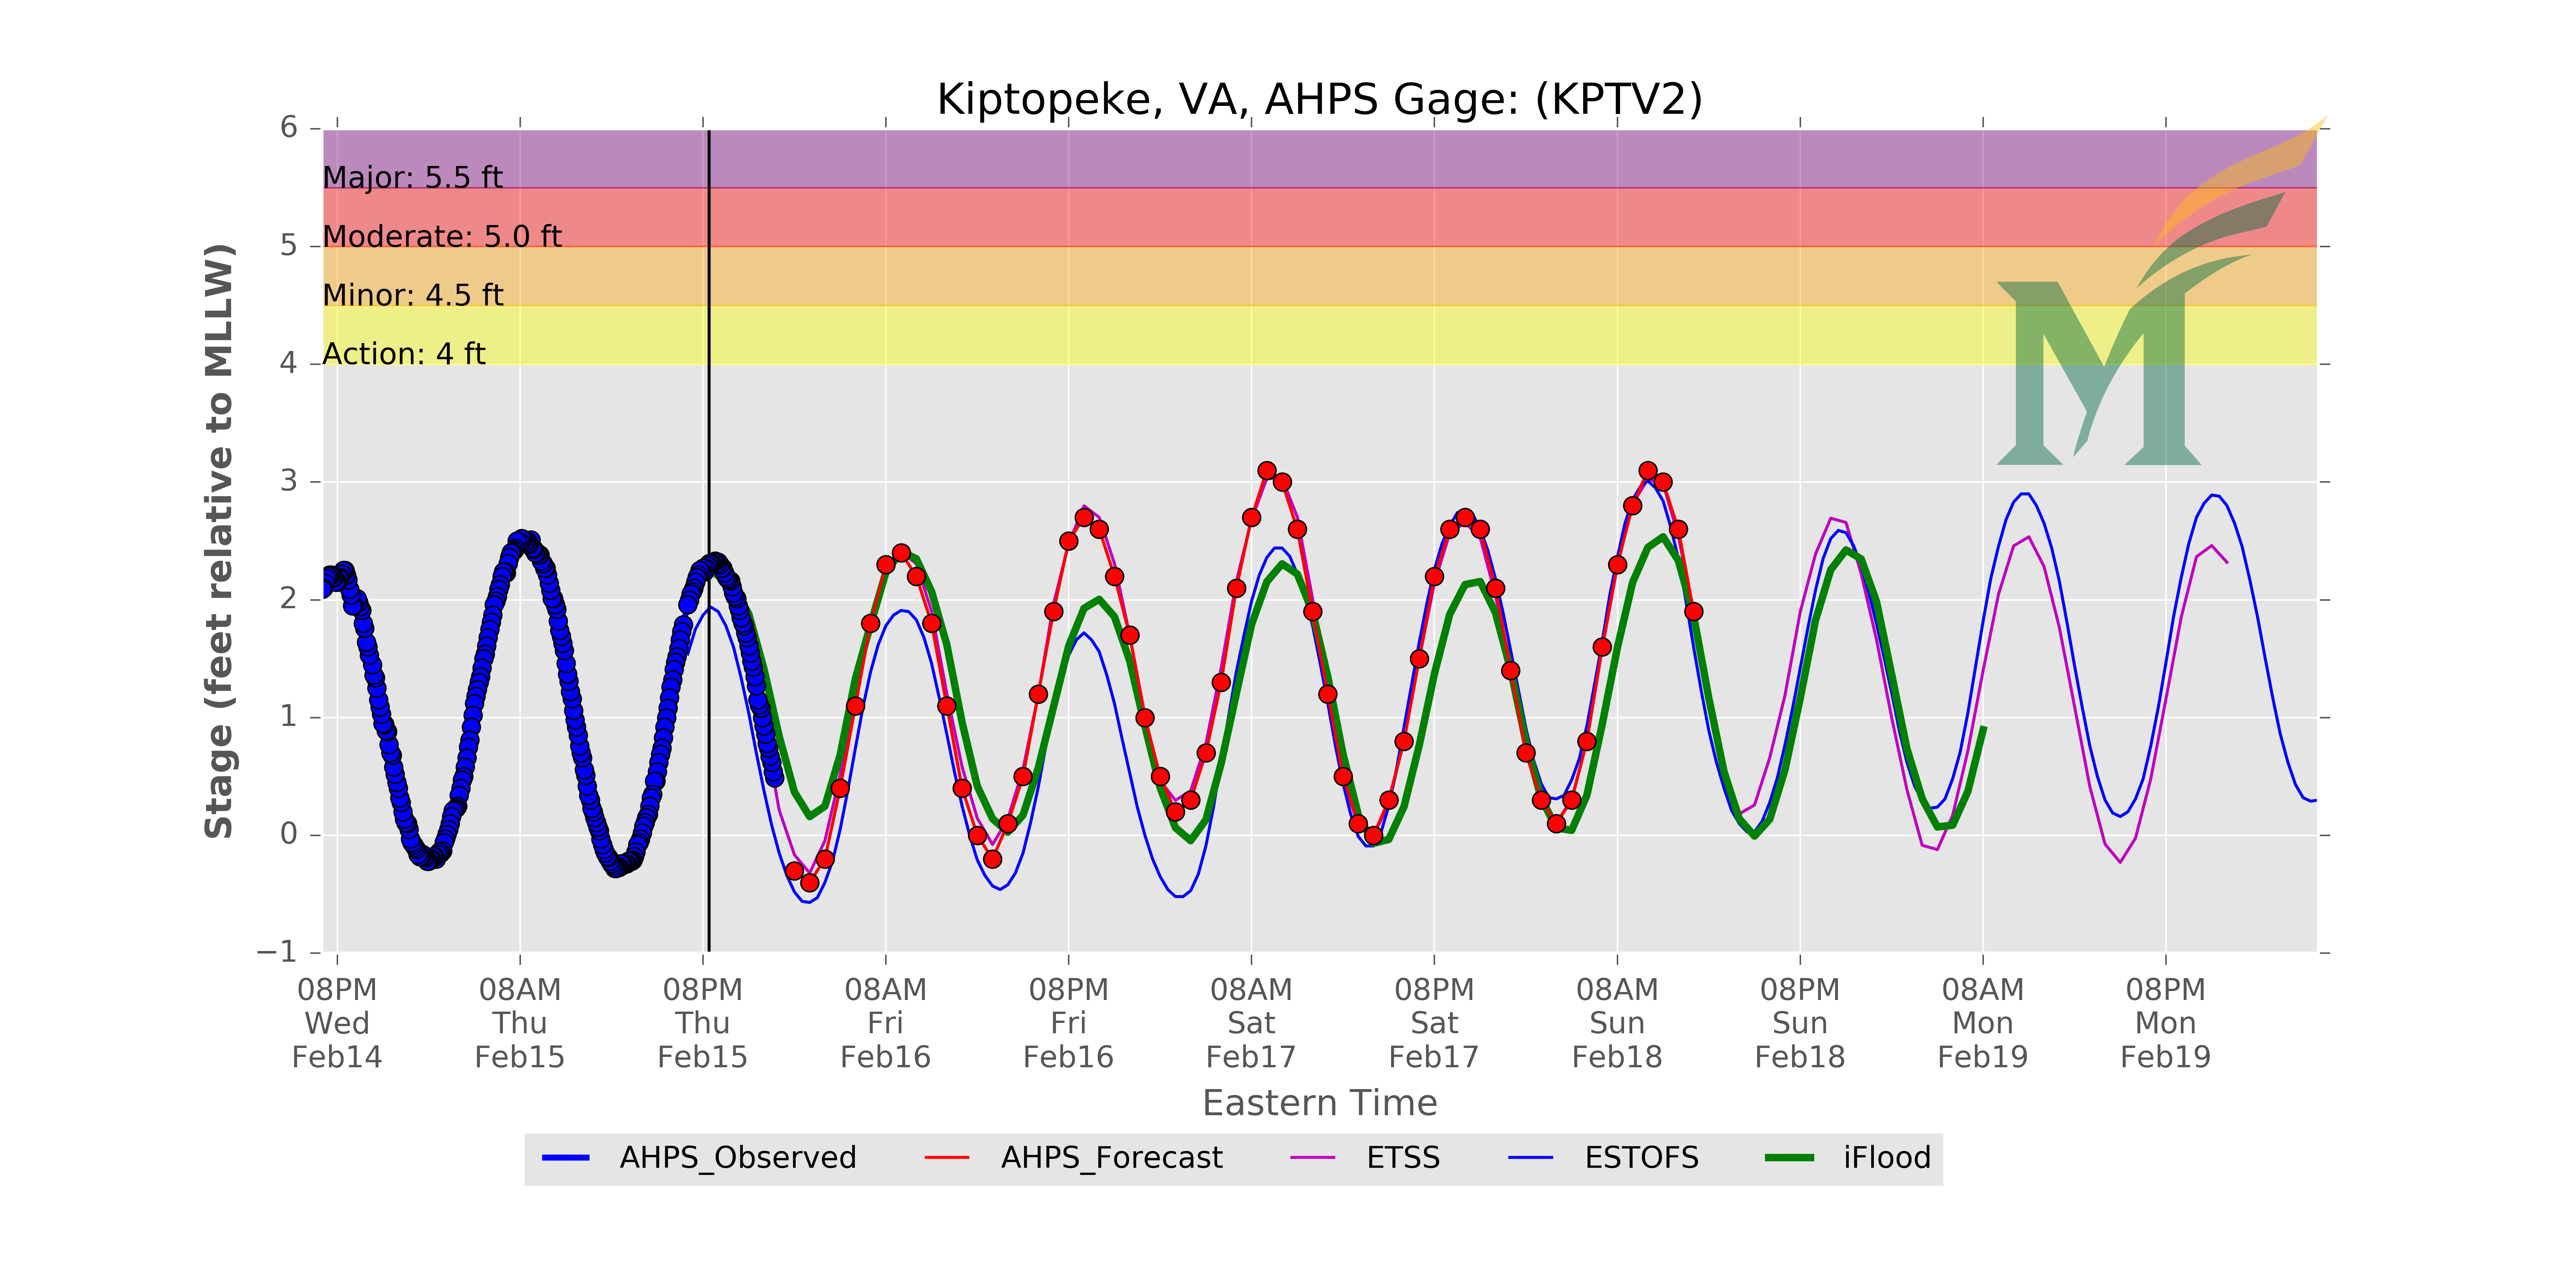 Kiptopeke, VA, AHPS Gage: (KPTV2)
Stage (feet relative to MLLW)
6
5
4
3
2
1
0
−1
Major: 5.5 ft
Moderate: 5.0 ft
Minor: 4.5 ft
Action: 4 ft
M
08PM Wed Feb14
08AM Thu Feb15
08PM Thu Feb15
08AM Fri Feb16
08PM Fri Feb16
08AM Sat Feb17
08PM Sat Feb17
08AM Sun Feb18
08PM Sun Feb18
08AM Mon Feb19
08PM Mon Feb19
Eastern Time
AHPS_Observed
AHPS_Forecast
ETSS
ESTOFS
iFlood